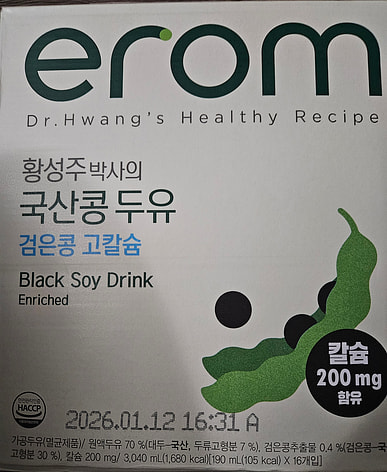 erom
Dr.Hwang's Healthy Recipe
황성주 박사의
국산콩 두유
검은콩 고칼슘
Black Soy Drink
Enriched
칼슘
200 mg
함유
HACCP
2026.01.12 16:31 A
가공두유(멸균제품)/ 원액두유 70 %(대두-국산, 두류고형분 7 %), 검은콩추출물 0.4 %(검은콩-국
고형분 30 %), 칼슘 200 mg/ 3,040 mL(1,680 kcal)[190 mL(105 kcal) X 16개입]